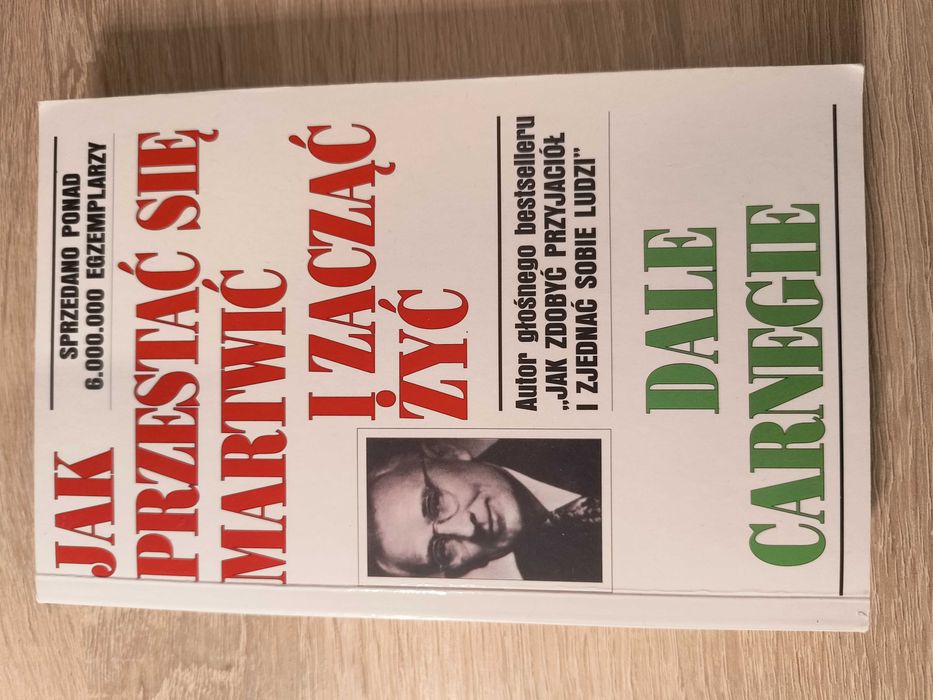 SPRZEDANO PONAD
6.000.000 EGZEMPLARZY
JAK
PRZESTAĆ SIĘ
MARTWIĆ
I ZACZĄĆ
ŻYĆ
Autor głośnego bestselleru
„JAK ZDOBYĆ PRZYJACIÓŁ
I ZJEDNAĆ SOBIE LUDZI”
DALE
CARNEGIE